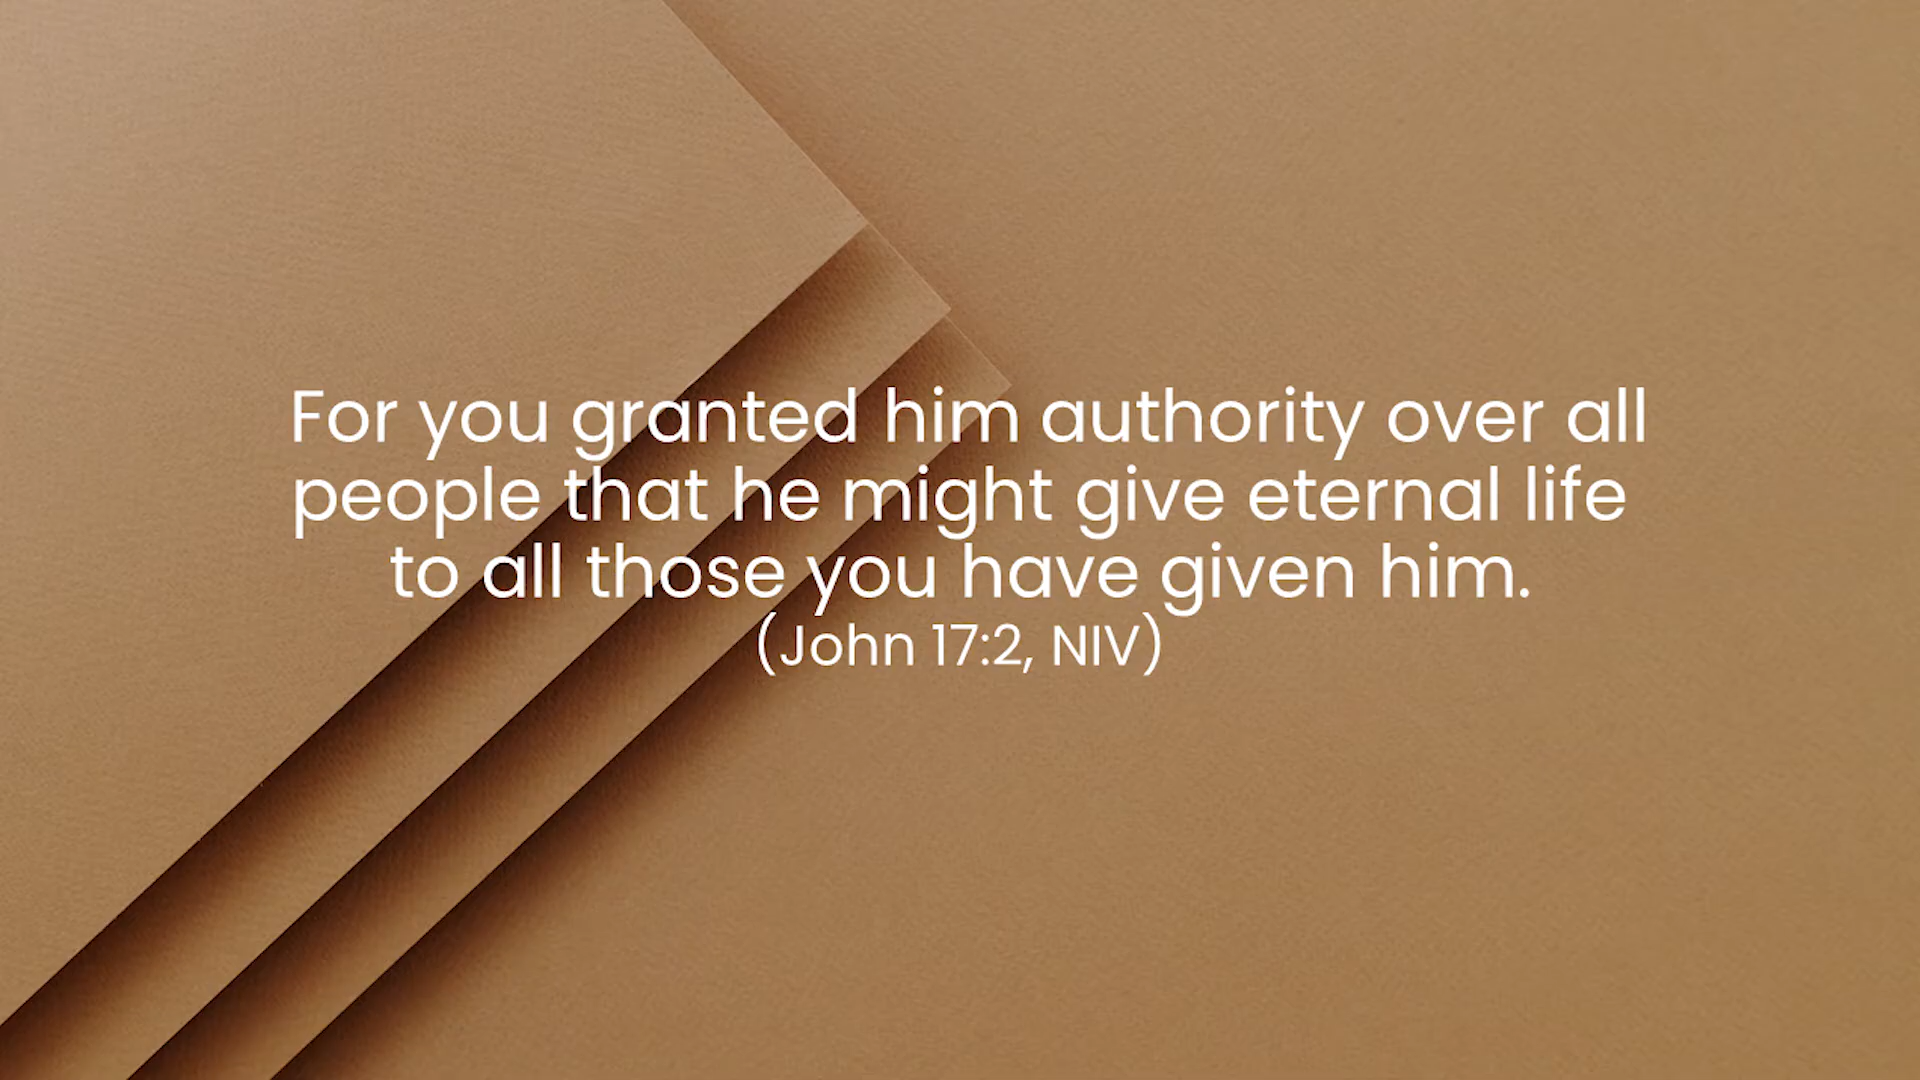 For you granted him authority over all
people that he might give eternal life
to all those you have given him.
(John 17:2, NIV)